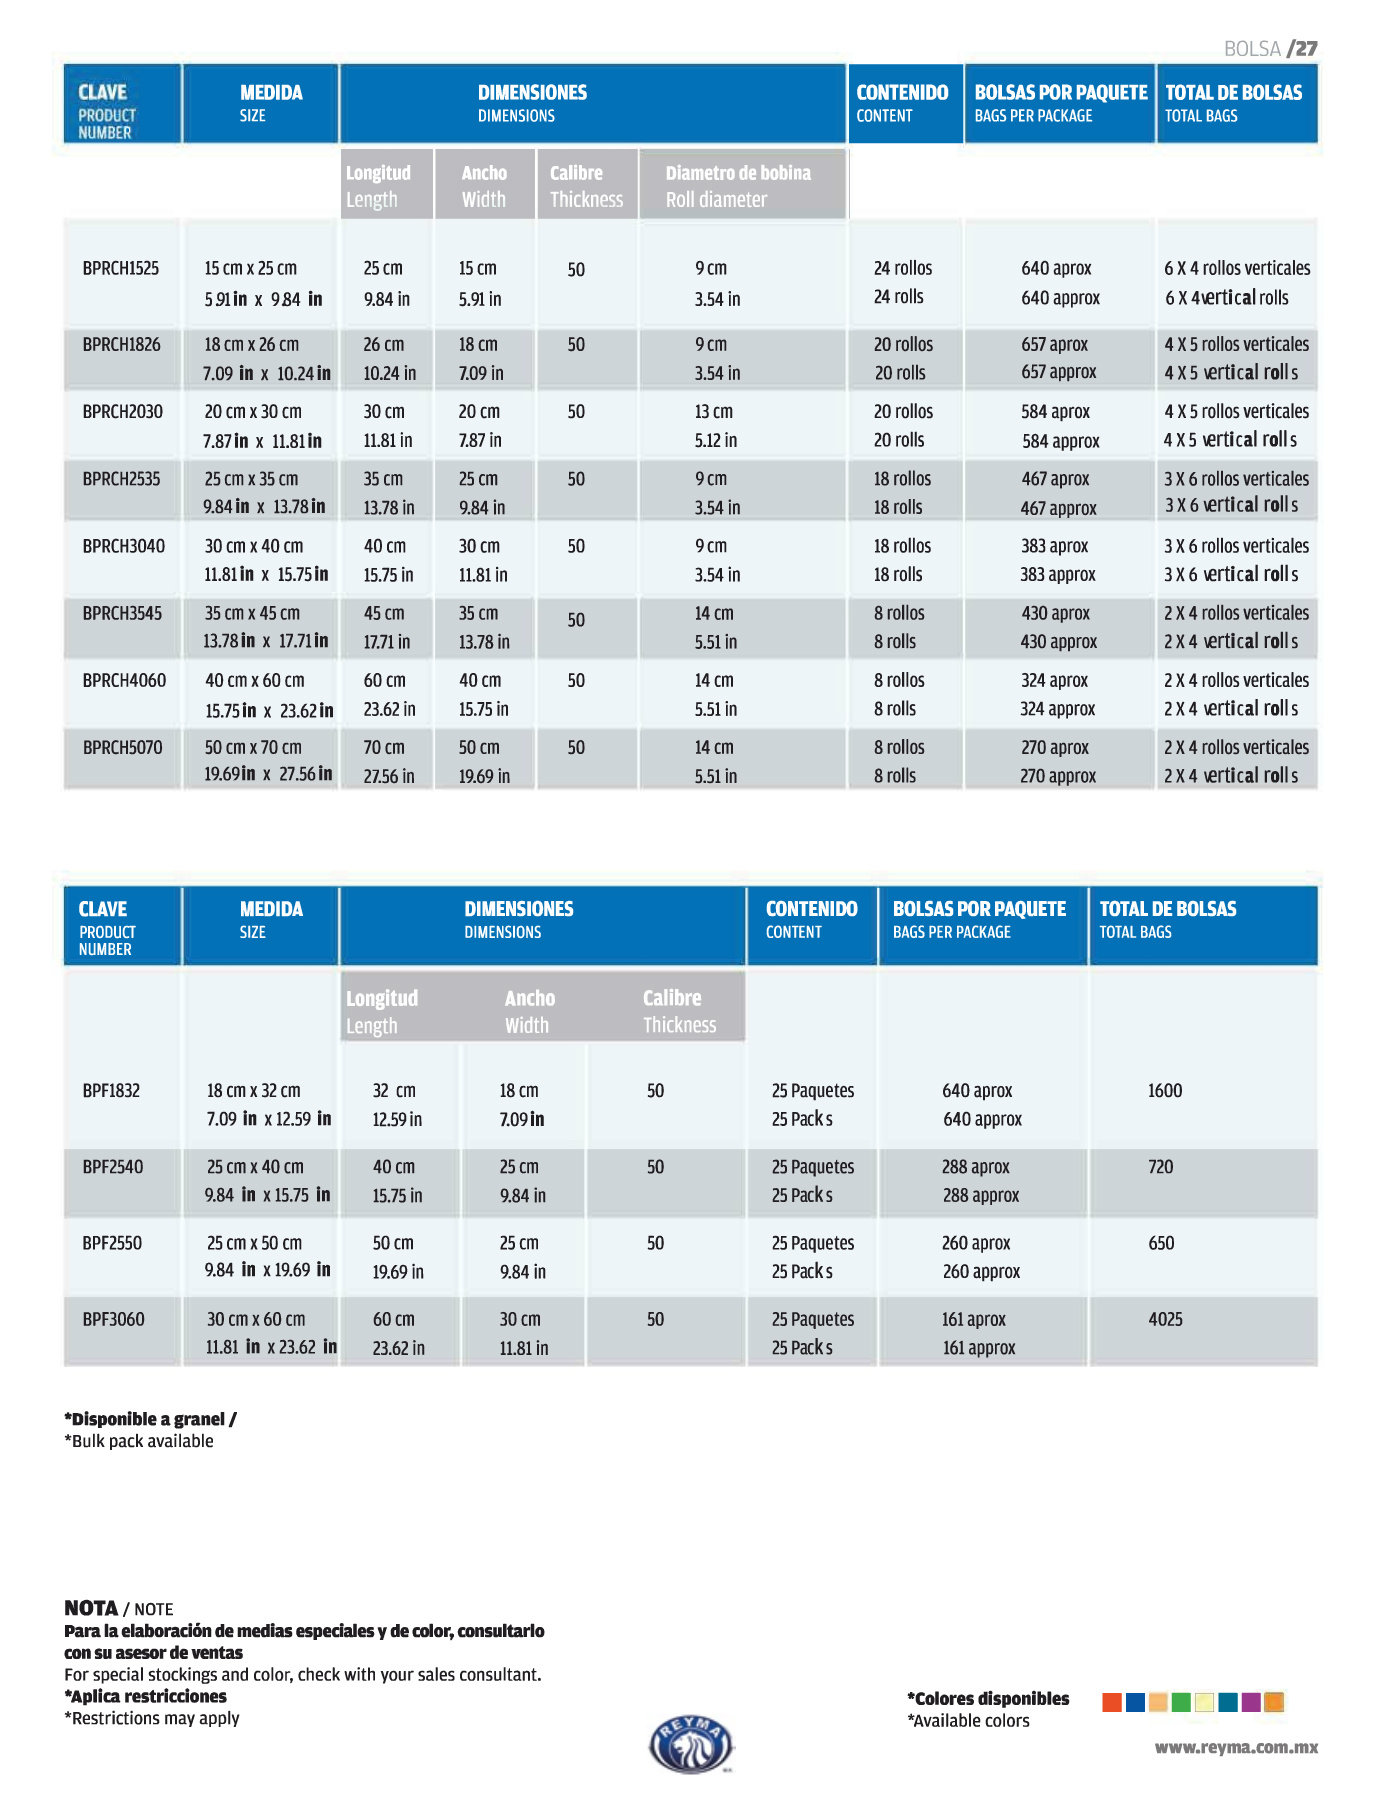 BOLSA /27
CLAVE MEDIDA DIMENSIONES CONTENIDO BOLSAS POR PAQUETE TOTAL DE BOLSAS
PRODUCT NUMBER SIZE DIMENSIONS CONTENT BAGS PER PACKAGE TOTAL BAGS
Longitud Ancho Calibre Diametro de bobina
Length Width Thickness Roll diameter
BPRCH1525 15 cm x 25 cm 25 cm 15 cm 50 9 cm 24 rollos 640 aprox 6 X 4 rollos verticales
5.91 in x 9.84 in 9.84 in 5.91 in 3.54 in 24 rolls 640 approx 6 X 4 vertical rolls
BPRCH1826 18 cm x 26 cm 26 cm 18 cm 50 9 cm 20 rollos 657 aprox 4 X 5 rollos verticales
7.09 in x 10.24 in 10.24 in 7.09 in 3.54 in 20 rolls 657 approx 4 X 5 vertical rolls
BPRCH2030 20 cm x 30 cm 30 cm 20 cm 50 13 cm 20 rollos 584 aprox 4 X 5 rollos verticales
7.87 in x 11.81 in 11.81 in 7.87 in 5.12 in 20 rolls 584 approx 4 X 5 vertical rolls
BPRCH2535 25 cm x 35 cm 35 cm 25 cm 50 9 cm 18 rollos 467 aprox 3 X 6 rollos verticales
9.84 in x 13.78 in 13.78 in 9.84 in 3.54 in 18 rolls 467 approx 3 X 6 vertical rolls
BPRCH3040 30 cm x 40 cm 40 cm 30 cm 50 9 cm 18 rollos 383 aprox 3 X 6 rollos verticales
11.81 in x 15.75 in 15.75 in 11.81 in 3.54 in 18 rolls 383 approx 3 X 6 vertical rolls
BPRCH3545 35 cm x 45 cm 45 cm 35 cm 50 14 cm 8 rollos 430 aprox 2 X 4 rollos verticales
13.78 in x 17.71 in 17.71 in 13.78 in 5.51 in 8 rolls 430 approx 2 X 4 vertical rolls
BPRCH4060 40 cm x 60 cm 60 cm 40 cm 50 14 cm 8 rollos 324 aprox 2 X 4 rollos verticales
15.75 in x 23.62 in 23.62 in 15.75 in 5.51 in 8 rolls 324 approx 2 X 4 vertical rolls
BPRCH5070 50 cm x 70 cm 70 cm 50 cm 50 14 cm 8 rollos 270 aprox 2 X 4 rollos verticales
19.69 in x 27.56 in 27.56 in 19.69 in 5.51 in 8 rolls 270 approx 2 X 4 vertical rolls
CLAVE MEDIDA DIMENSIONES CONTENIDO BOLSAS POR PAQUETE TOTAL DE BOLSAS
PRODUCT NUMBER SIZE DIMENSIONS CONTENT BAGS PER PACKAGE TOTAL BAGS
Longitud Ancho Calibre
Length Width Thickness
BPF1832 18 cm x 32 cm 32 cm 18 cm 50 25 Paquetes 640 aprox 1600
7.09 in x 12.59 in 12.59 in 7.09 in 25 Packs 640 approx
BPF2540 25 cm x 40 cm 40 cm 25 cm 50 25 Paquetes 288 aprox 720
9.84 in x 15.75 in 15.75 in 9.84 in 25 Packs 288 approx
BPF2550 25 cm x 50 cm 50 cm 25 cm 50 25 Paquetes 260 aprox 650
9.84 in x 19.69 in 19.69 in 9.84 in 25 Packs 260 approx
BPF3060 30 cm x 60 cm 60 cm 30 cm 50 25 Paquetes 161 aprox 4025
11.81 in x 23.62 in 23.62 in 11.81 in 25 Packs 161 approx
*Disponible a granel /
*Bulk pack available
NOTA / NOTE
Para la elaboración de medias especiales y de color, consultarlo
con su asesor de ventas
For special stockings and color, check with your sales consultant.
*Aplica restricciones
*Restrictions may apply
REYMA
*Colores disponibles
*Available colors
www.reyma.com.mx